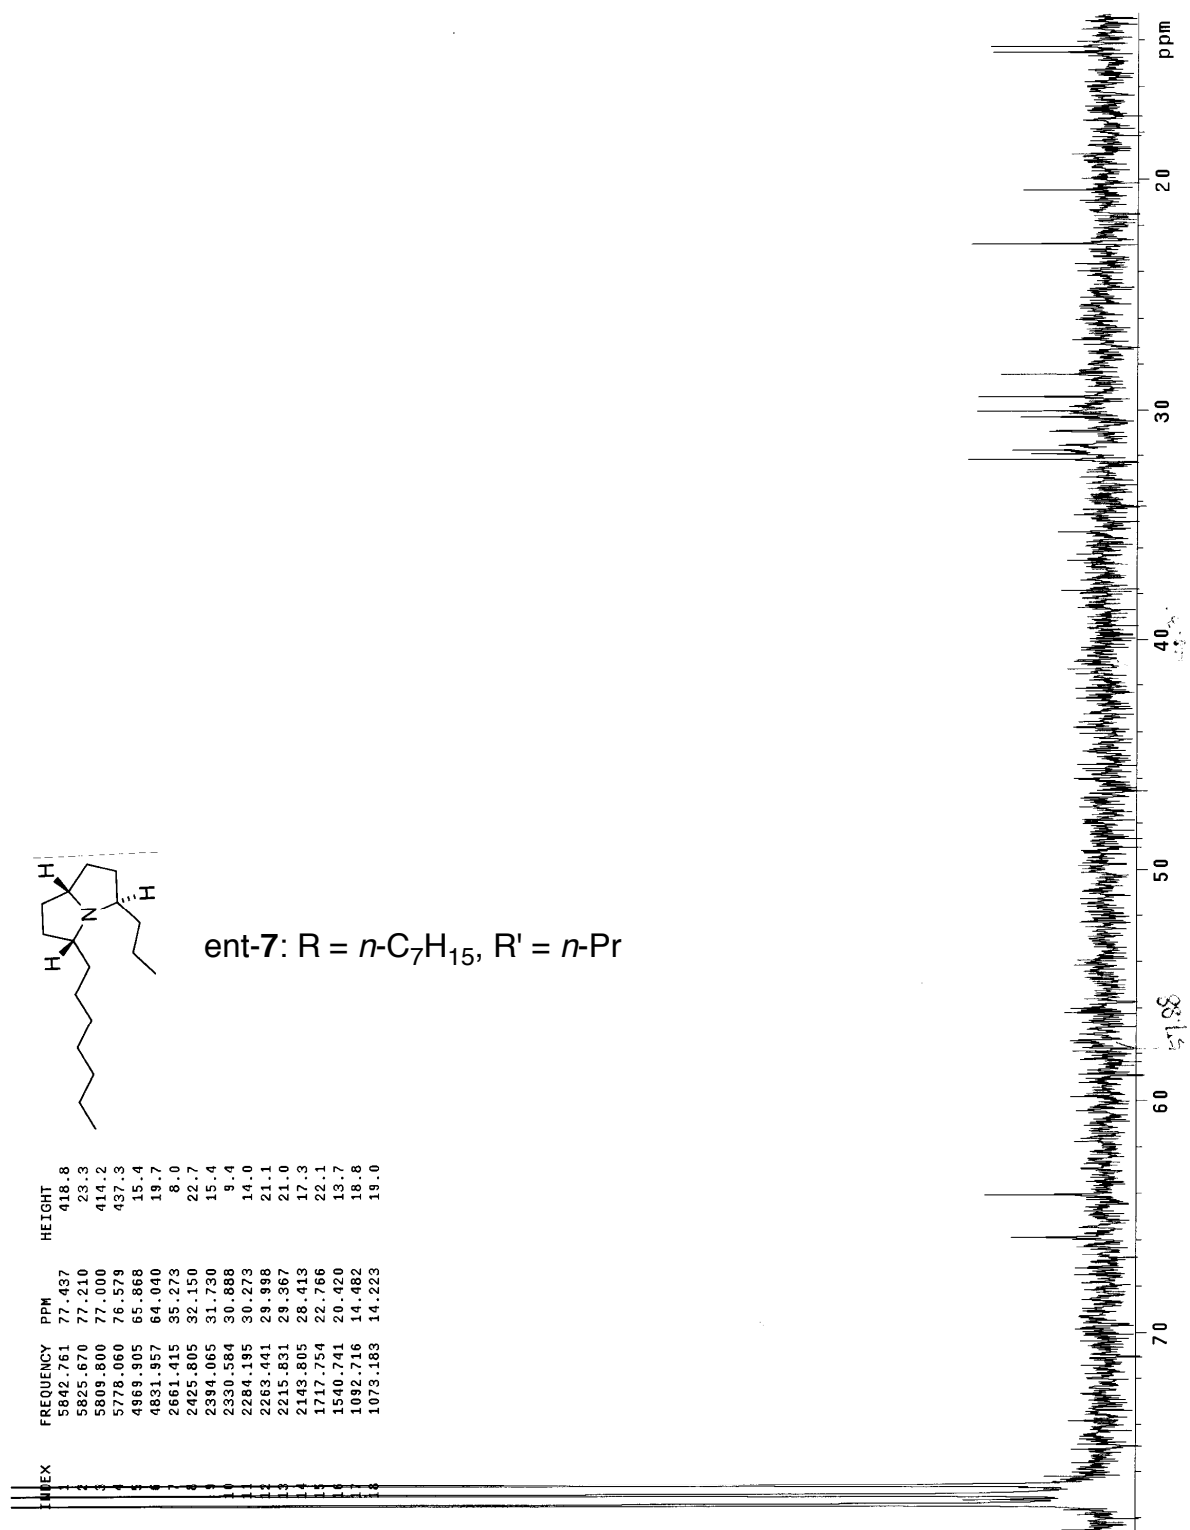 INDEX FREQUENCY PPM HEIGHT
1 5842.761 77.437 418.8
2 5825.670 77.210 23.3
3 5809.800 77.000 414.2
4 5778.060 76.579 437.3
5 4969.905 65.868 15.4
6 4831.957 64.040 19.7
7 2661.415 35.273 8.0
8 2425.805 32.150 22.7
9 2394.065 31.730 15.4
10 2330.584 30.888 9.4
11 2284.195 30.273 14.0
12 2263.441 29.998 21.1
13 2215.831 29.367 21.0
14 2143.805 28.413 17.3
15 1717.754 22.766 22.1
16 1540.741 20.420 13.7
17 1092.716 14.482 18.8
18 1073.183 14.223 19.0
H
H
N
H
ent-7: R = n-C7H15, R' = n-Pr
70 60 50 40 30 20 ppm
57.88